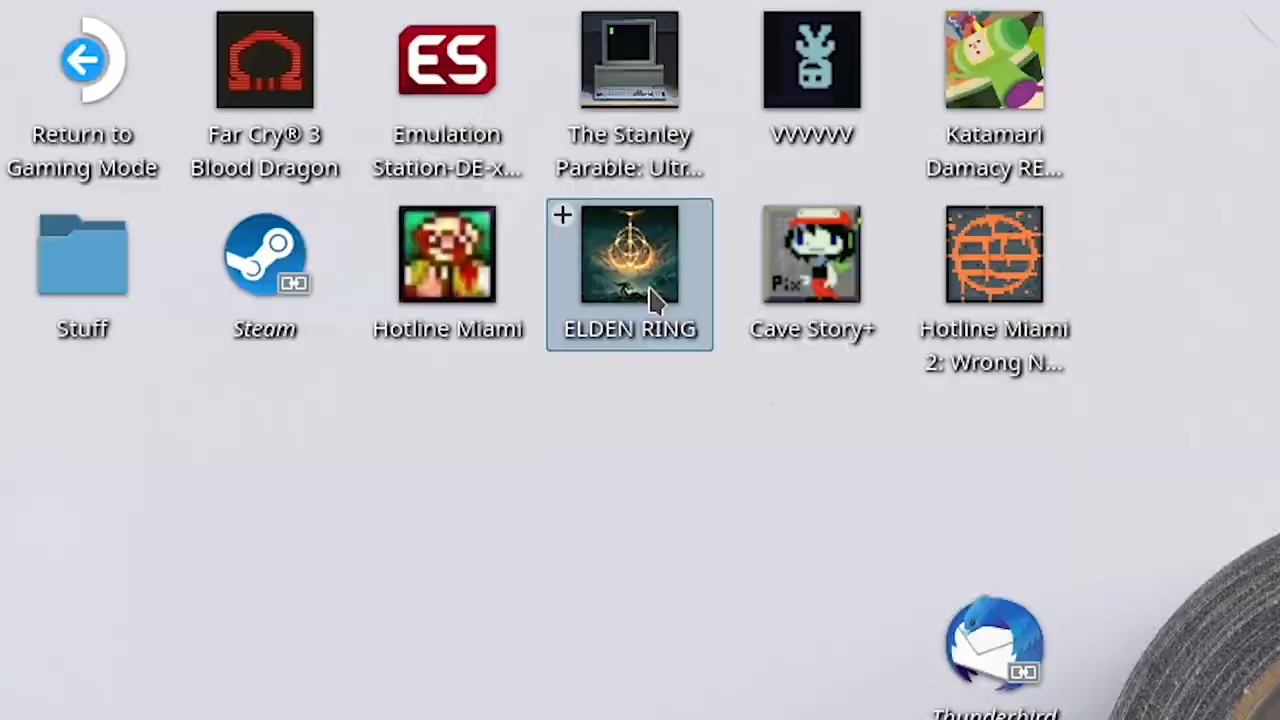 Return to
Gaming Mode
Far Cry® 3
Blood Dragon
ES
Emulation
Station-DE-x...
The Stanley
Parable: Ultr...
VVVVVV
Katamari
Damacy RE...
Stuff
Steam
Hotline Miami
ELDEN RING
Pix
Cave Story+
Hotline Miami
2: Wrong N...
Thunderbird